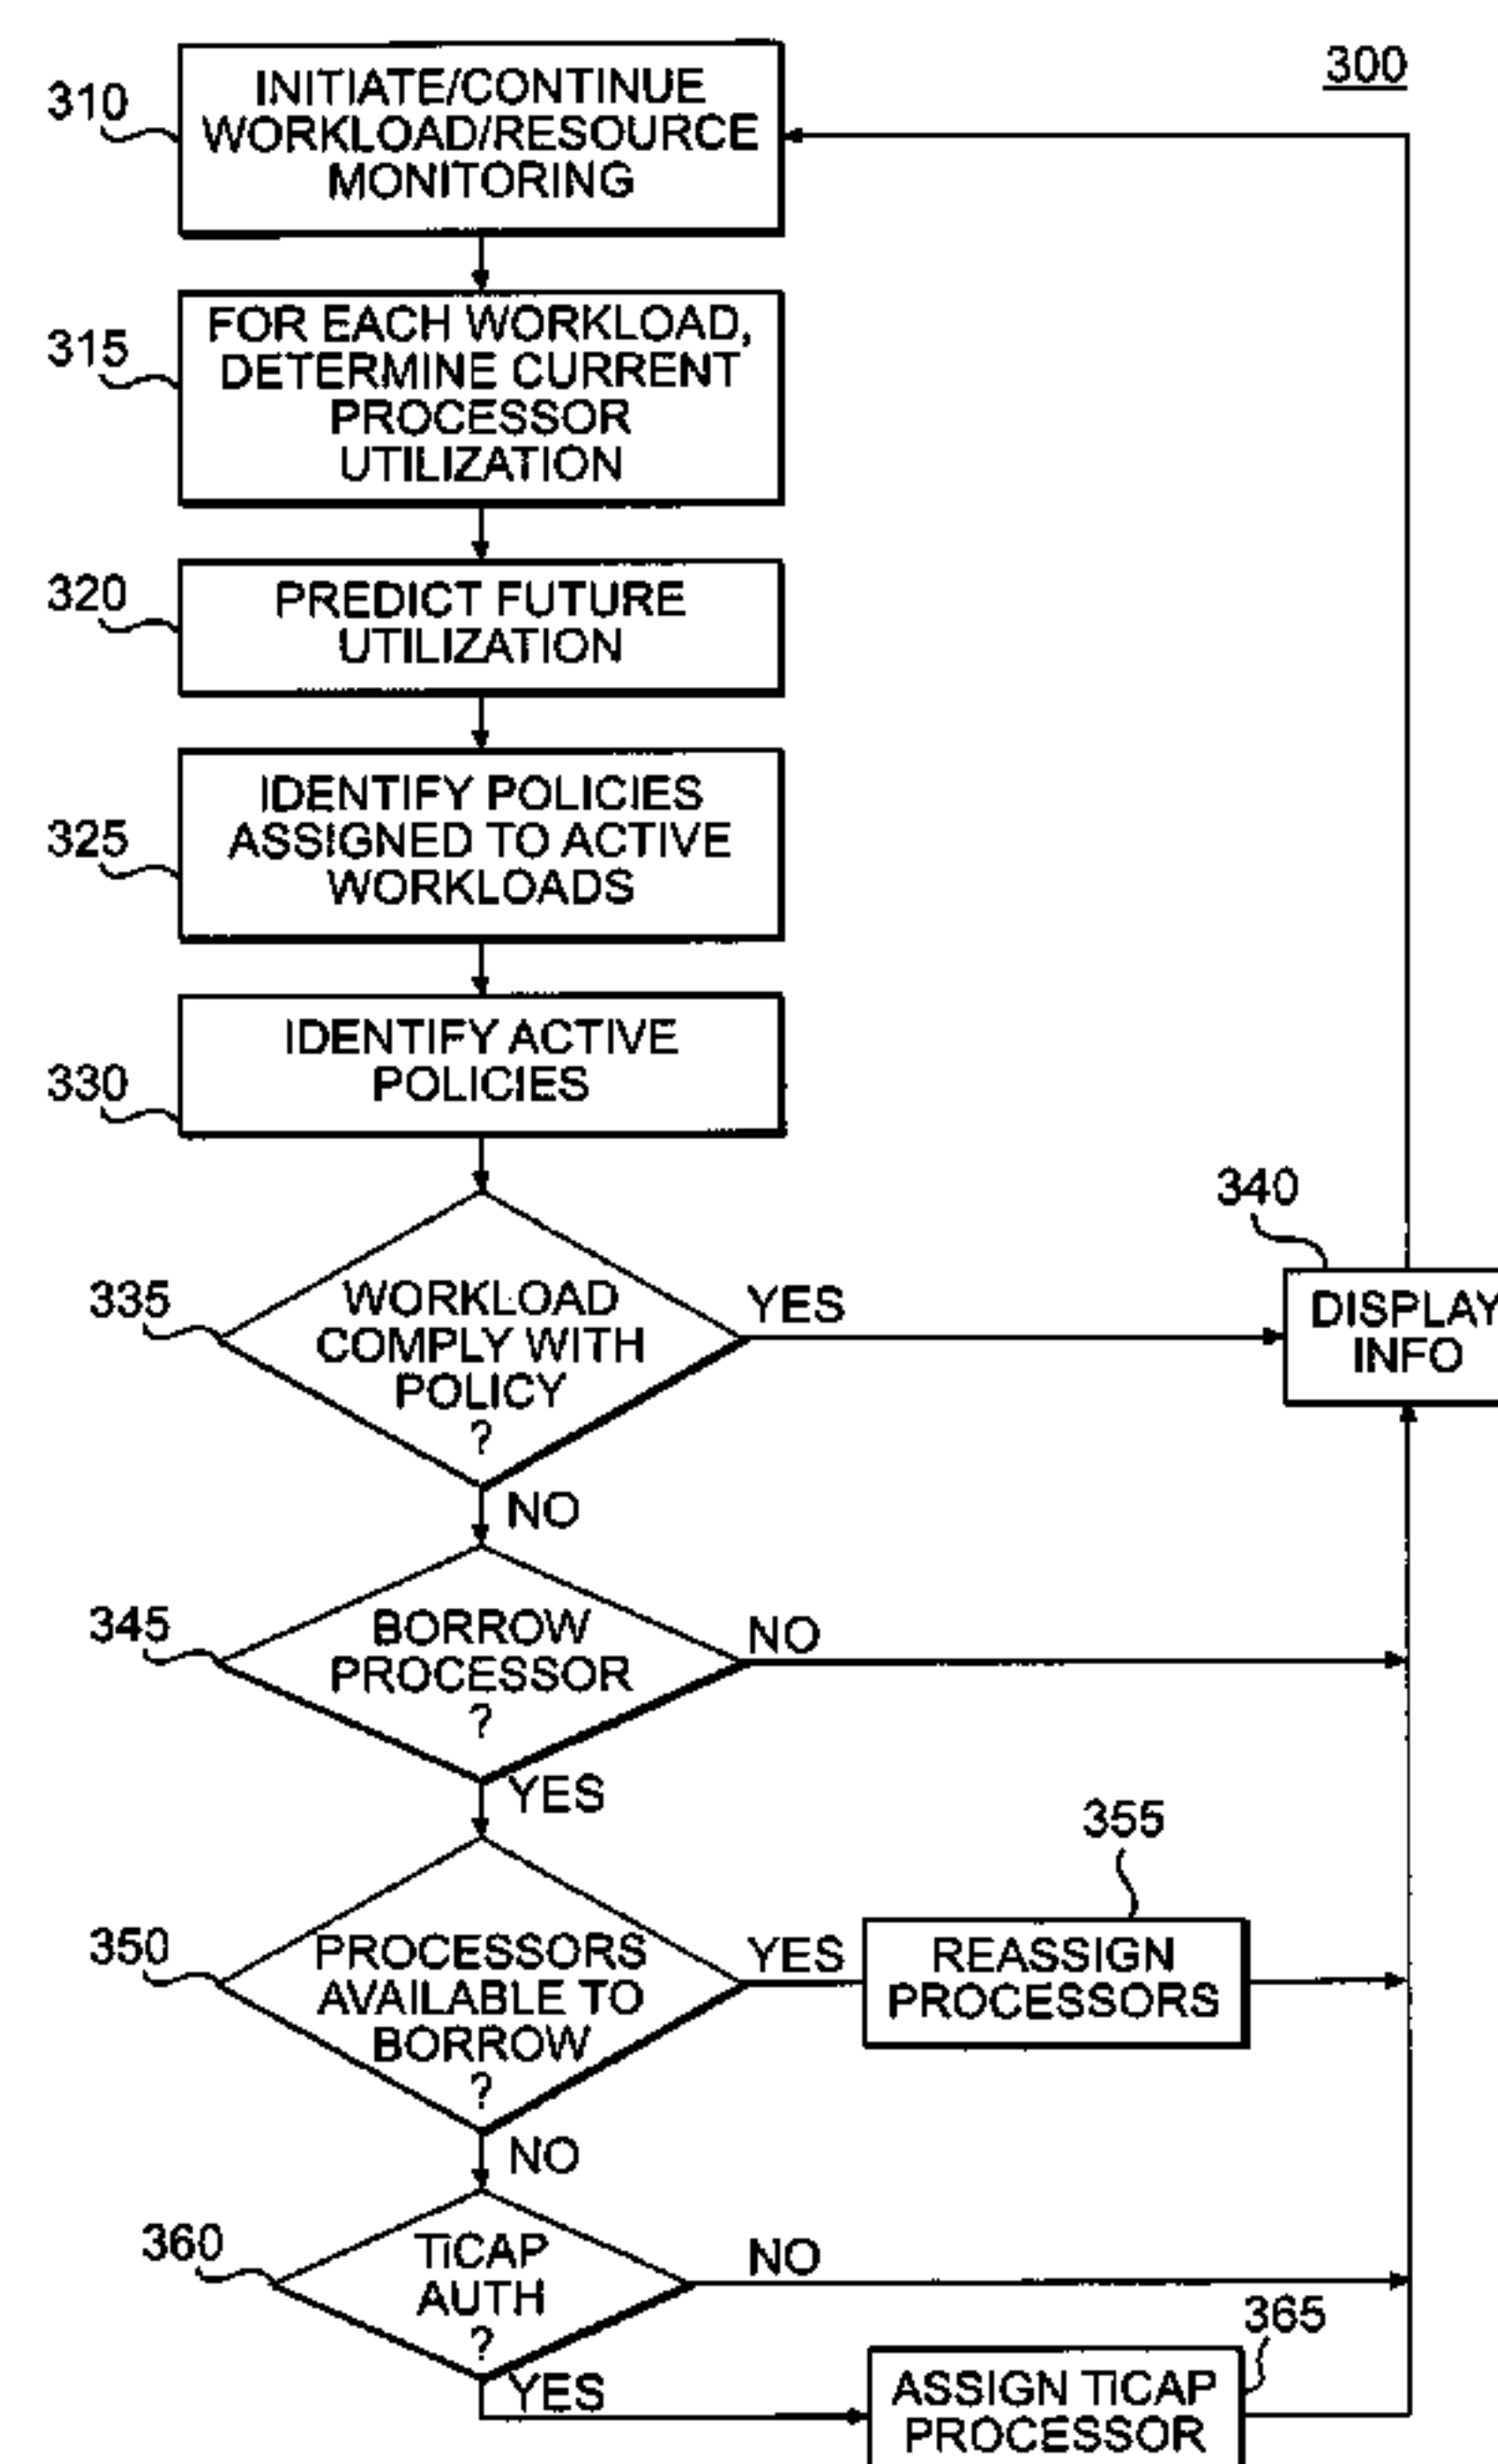 300
310
INITIATE/CONTINUE
WORKLOAD/RESOURCE
MONITORING
315
FOR EACH WORKLOAD,
DETERMINE CURRENT
PROCESSOR
UTILIZATION
320
PREDICT FUTURE
UTILIZATION
325
IDENTIFY POLICIES
ASSIGNED TO ACTIVE
WORKLOADS
330
IDENTIFY ACTIVE
POLICIES
335
WORKLOAD
COMPLY WITH
POLICY
?
YES
340
DISPLAY
INFO
NO
345
BORROW
PROCESSOR
?
NO
YES
350
PROCESSORS
AVAILABLE TO
BORROW
?
YES
355
REASSIGN
PROCESSORS
NO
360
TiCAP
AUTH
?
NO
YES
365
ASSIGN TiCAP
PROCESSOR